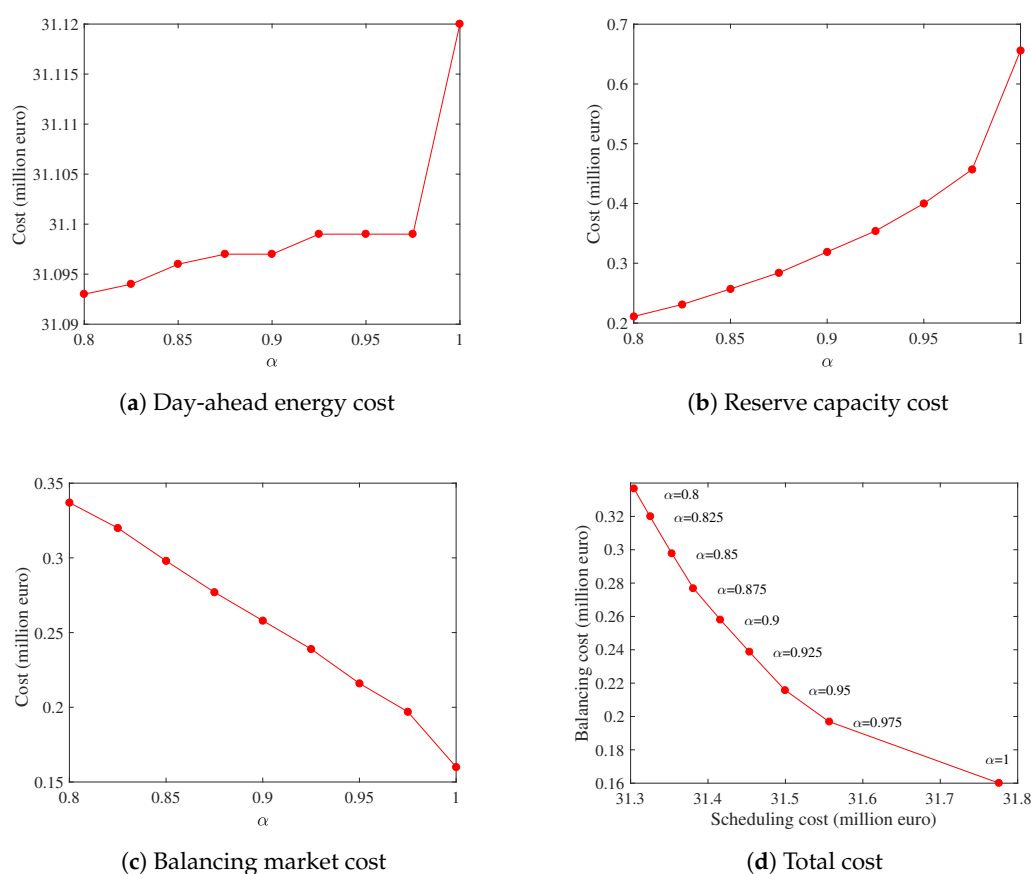 31.12
31.115
31.11
31.105
31.1
31.095
31.09
Cost (million euro)
0.8 0.85 0.9 0.95 1
α
(a) Day-ahead energy cost
0.7
0.6
0.5
0.4
0.3
0.2
Cost (million euro)
0.8 0.85 0.9 0.95 1
α
(b) Reserve capacity cost
0.35
0.3
0.25
0.2
0.15
Cost (million euro)
0.8 0.85 0.9 0.95 1
α
(c) Balancing market cost
0.32
0.3
0.28
0.26
0.24
0.22
0.2
0.18
0.16
Balancing cost (million euro)
α=0.8
α=0.825
α=0.85
α=0.875
α=0.9
α=0.925
α=0.95
α=0.975
α=1
31.3 31.4 31.5 31.6 31.7 31.8
Scheduling cost (million euro)
(d) Total cost